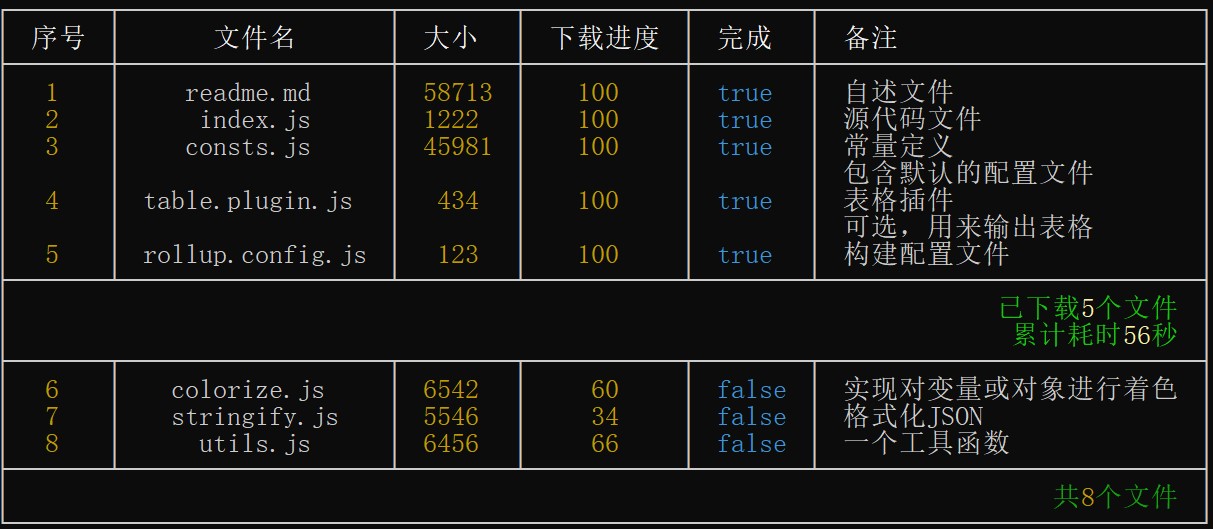 序号 文件名 大小 下载进度 完成 备注
1 readme.md 58713 100 true 自述文件
2 index.js 1222 100 true 源代码文件
3 consts.js 45981 100 true 常量定义
包含默认的配置文件
4 table.plugin.js 434 100 true 表格插件
可选，用来输出表格
5 rollup.config.js 123 100 true 构建配置文件
已下载5个文件
累计耗时56秒
6 colorize.js 6542 60 false 实现对变量或对象进行着色
7 stringify.js 5546 34 false 格式化JSON
8 utils.js 6456 66 false 一个工具函数
共8个文件